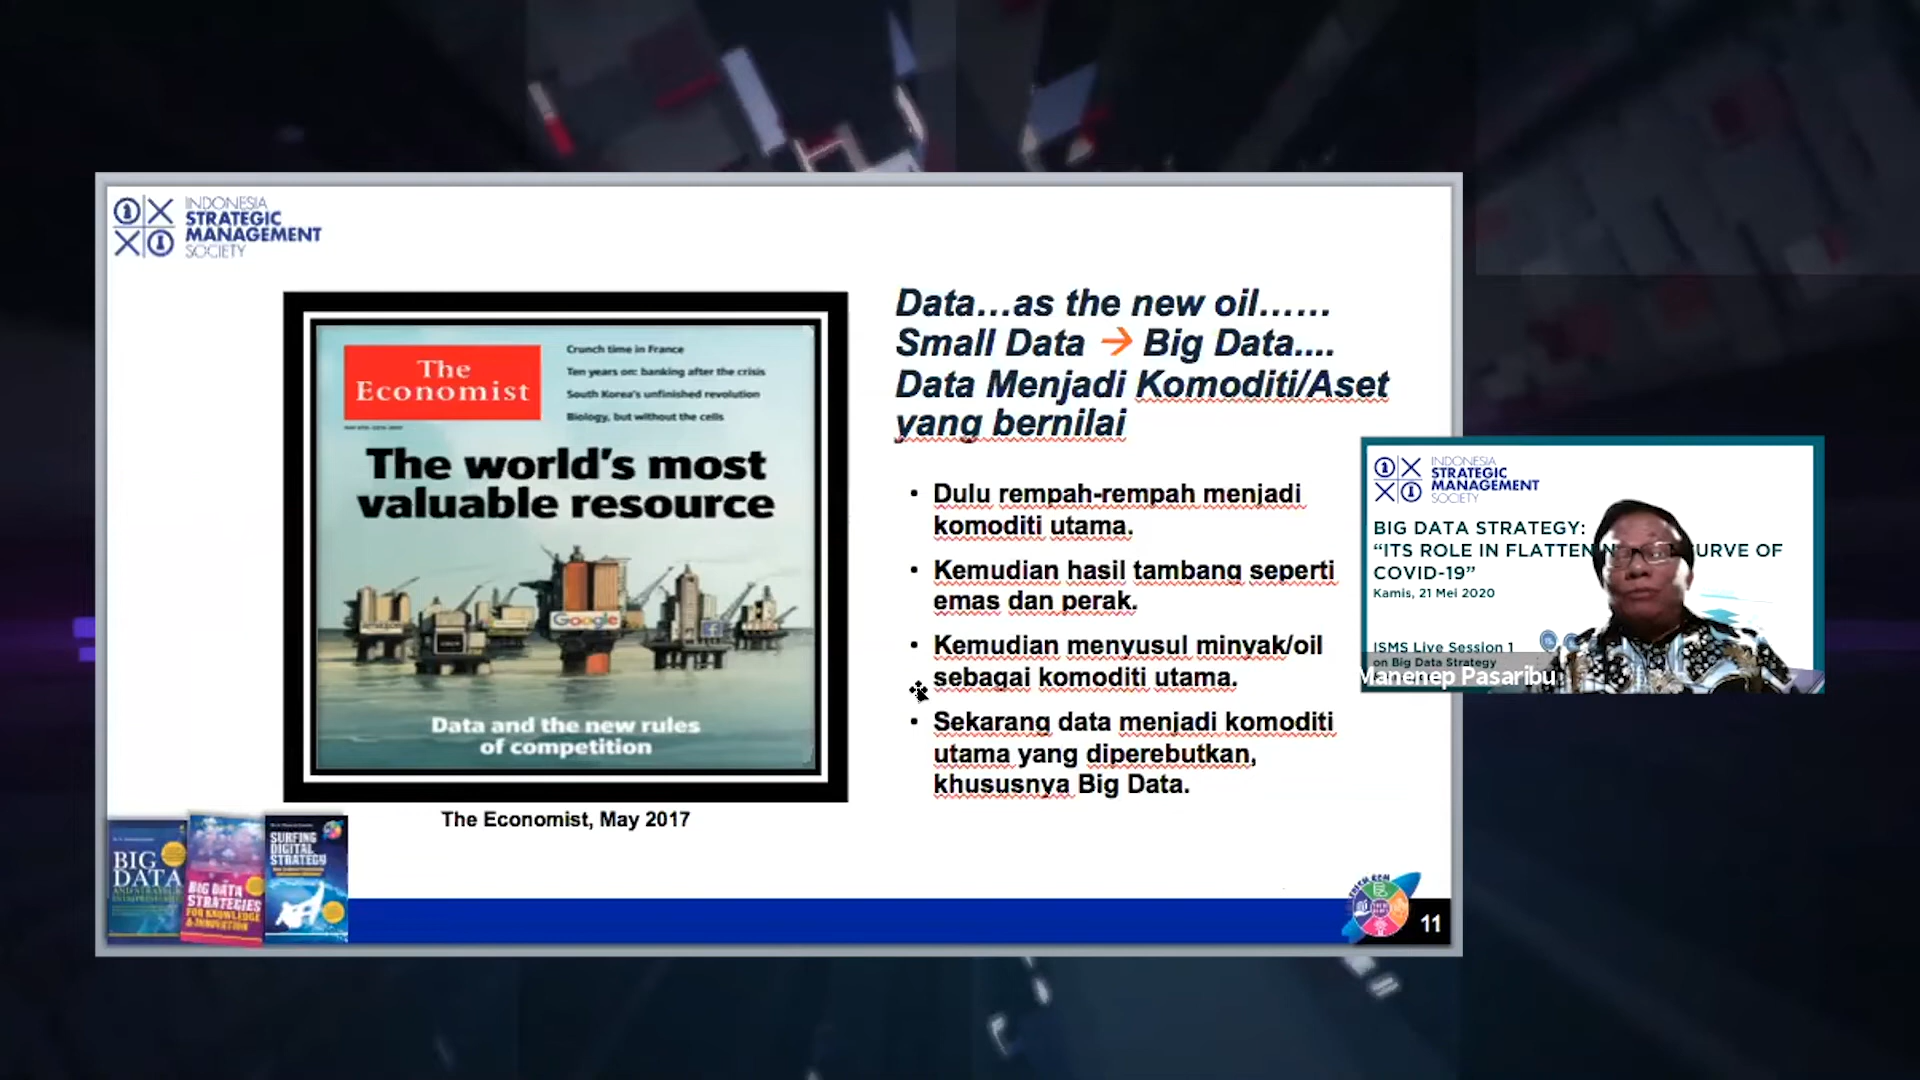 INDONESIA
STRATEGIC
MANAGEMENT
SOCIETY
The
Economist
Crunch time in France
Ten years on: banking after the crisis
South Korea's unfinished revolution
Biology, but without the cells
The world's most
valuable resource
Google
Data and the new rules
of competition
The Economist, May 2017
Data…as the new oil……
Small Data → Big Data....
Data Menjadi Komoditi/Aset
yang bernilai
• Dulu rempah-rempah menjadi
komoditi utama.
• Kemudian hasil tambang seperti
emas dan perak.
• Kemudian menyusul minyak/oil
sebagai komoditi utama.
• Sekarang data menjadi komoditi
utama yang diperebutkan,
khususnya Big Data.
BIG
DATA
BIG DATA
STRATEGIES
FOR KNOWLEDGE
& INNOVATION
SURFING
DIGITAL
STRATEGY
11
INDONESIA
STRATEGIC
MANAGEMENT
SOCIETY
BIG DATA STRATEGY:
“ITS ROLE IN FLATTEN URVE OF
COVID-19”
Kamis, 21 Mei 2020
ISMS Live Session 1
on Big Data Strategy
Manenep Pasaribu